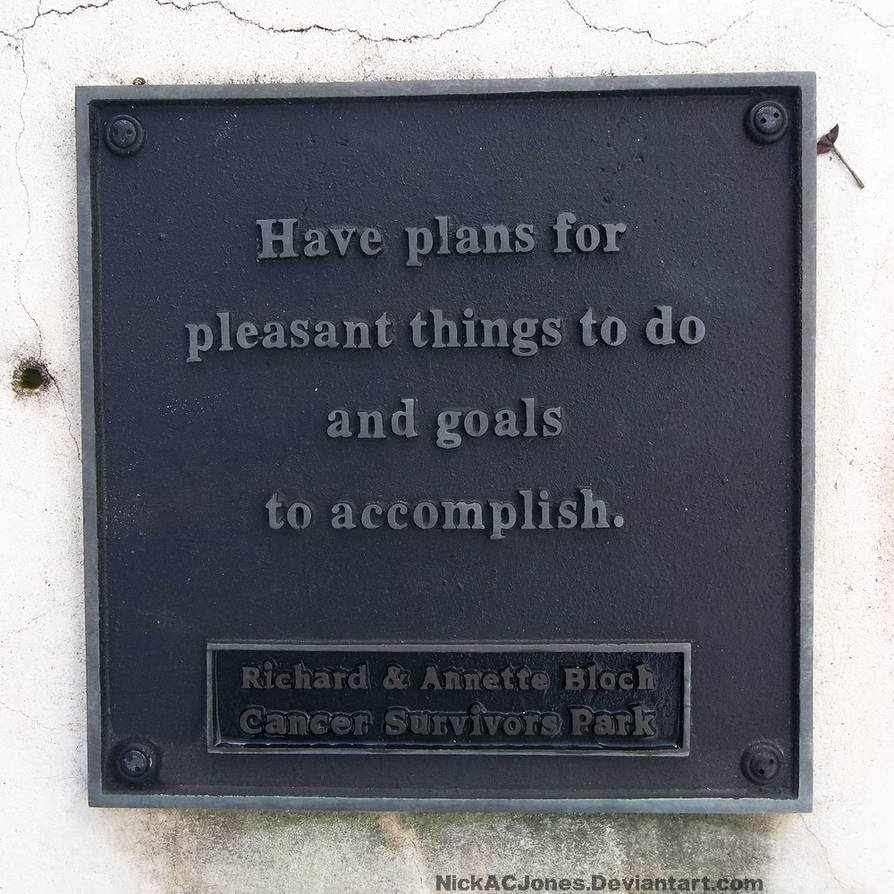 Have plans for
pleasant things to do
and goals
to accomplish.
Richard & Annette Bloch
Cancer Survivors Park
NickACJones.Deviantart.com